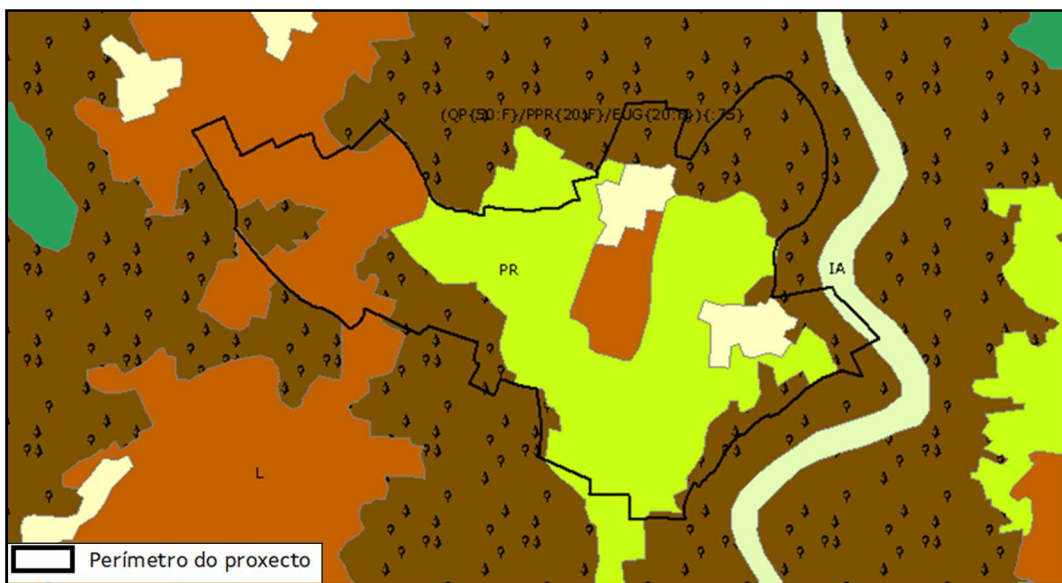 (QP{50:F}/PPR{20:F}/EUG{20:F}){:75}
PR
IA
L
Perímetro do proxecto